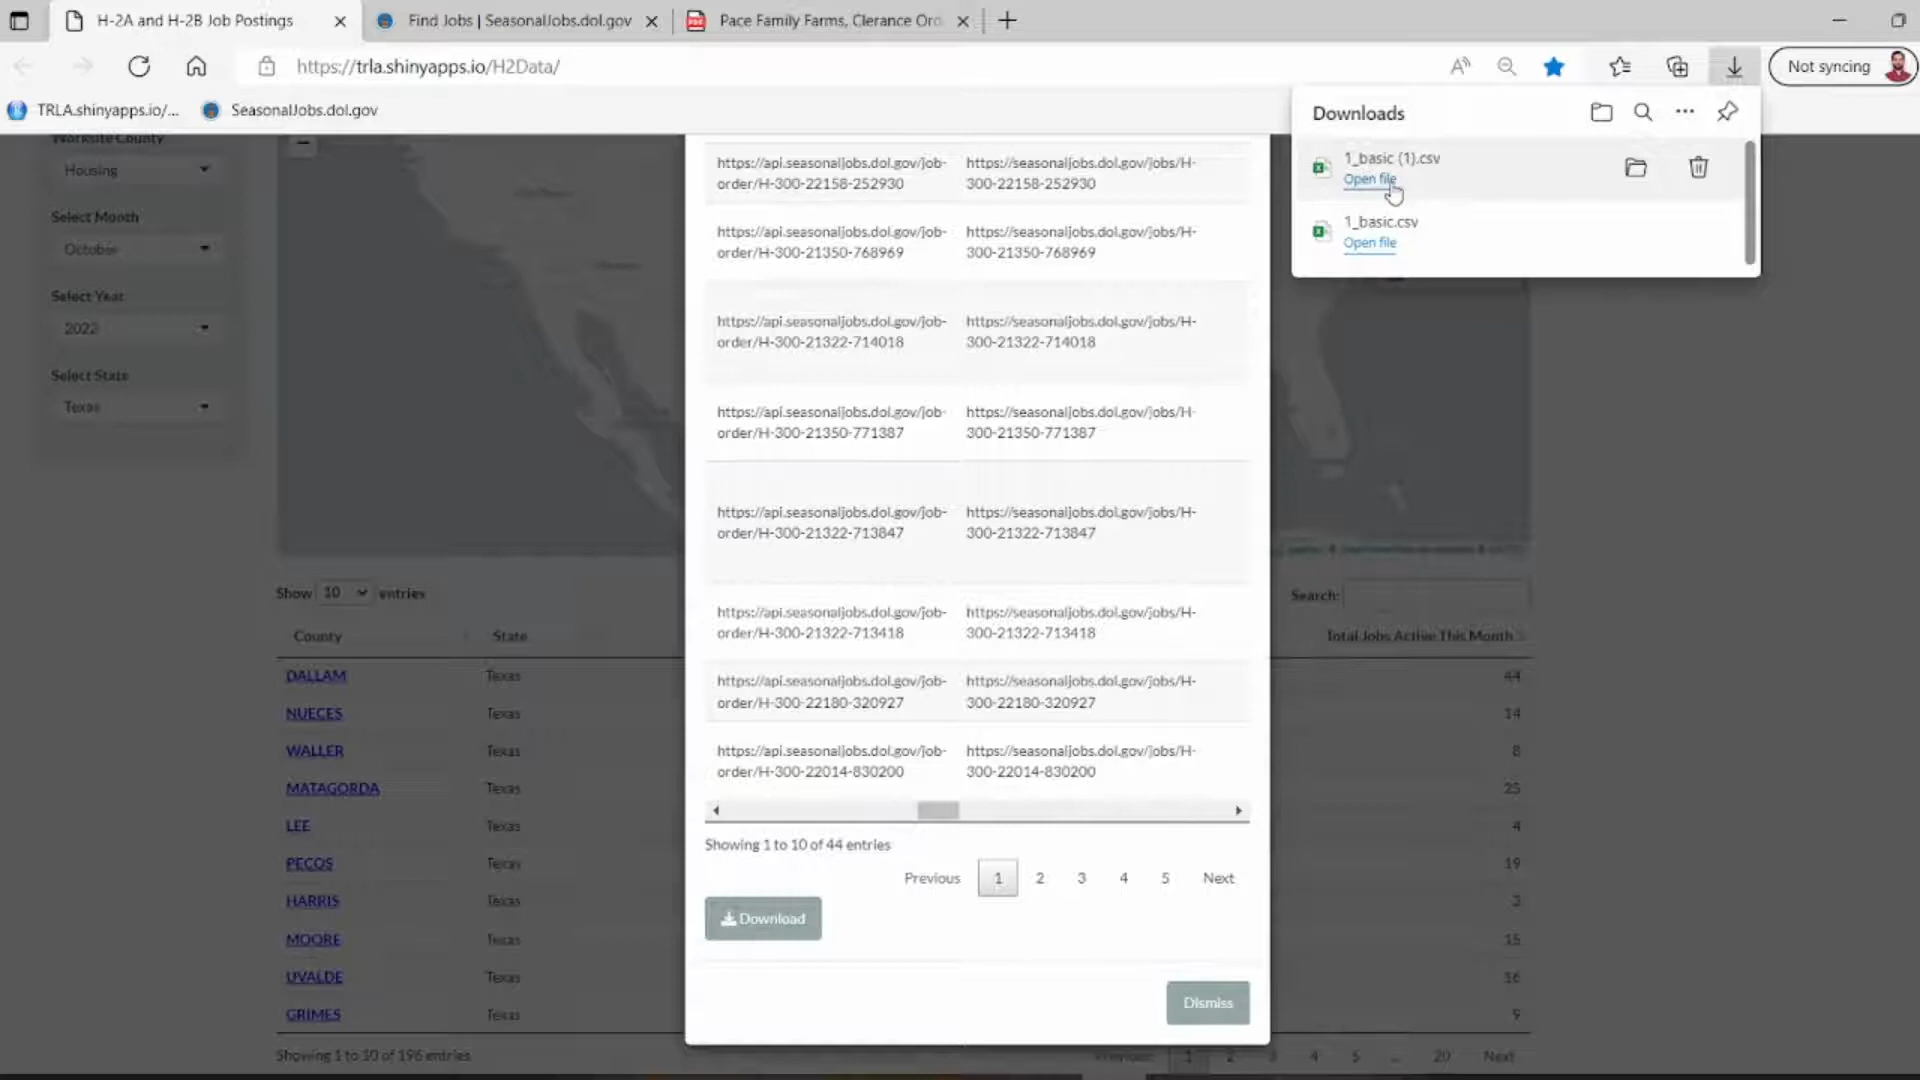 H-2A and H-2B Job Postings
Find Jobs | SeasonalJobs.dol.gov
Pace Family Farms, Clerance Ord
https://trla.shinyapps.io/H2Data/
Not syncing
TRLA.shinyapps.io/...
SeasonalJobs.dol.gov
Downloads
1_basic (1).csv
Open file
1_basic.csv
Open file
Worksite County
Housing
Select Month
October
Select Year
2022
Select State
Texas
https://api.seasonaljobs.dol.gov/job-
order/H-300-22158-252930
https://seasonaljobs.dol.gov/jobs/H-
300-22158-252930
https://api.seasonaljobs.dol.gov/job-
order/H-300-21350-768969
https://seasonaljobs.dol.gov/jobs/H-
300-21350-768969
https://api.seasonaljobs.dol.gov/job-
order/H-300-21322-714018
https://seasonaljobs.dol.gov/jobs/H-
300-21322-714018
https://api.seasonaljobs.dol.gov/job-
order/H-300-21350-771387
https://seasonaljobs.dol.gov/jobs/H-
300-21350-771387
https://api.seasonaljobs.dol.gov/job-
order/H-300-21322-713847
https://seasonaljobs.dol.gov/jobs/H-
300-21322-713847
https://api.seasonaljobs.dol.gov/job-
order/H-300-21322-713418
https://seasonaljobs.dol.gov/jobs/H-
300-21322-713418
https://api.seasonaljobs.dol.gov/job-
order/H-300-22180-320927
https://seasonaljobs.dol.gov/jobs/H-
300-22180-320927
https://api.seasonaljobs.dol.gov/job-
order/H-300-22014-830200
https://seasonaljobs.dol.gov/jobs/H-
300-22014-830200
Showing 1 to 10 of 44 entries
Previous 1 2 3 4 5 Next
Download
Dismiss
Show 10 entries
Search:
County State Total Jobs Active This Month
DALLAM Texas 44
NUECES Texas 14
WALLER Texas 8
MATAGORDA Texas 25
LEE Texas 4
PECOS Texas 19
HARRIS Texas
MOORE Texas 15
UVALDE Texas 16
GRIMES Texas 9
Showing 1 to 10 of 196 entries
Previous 1 2 3 4 5 ... 20 Next